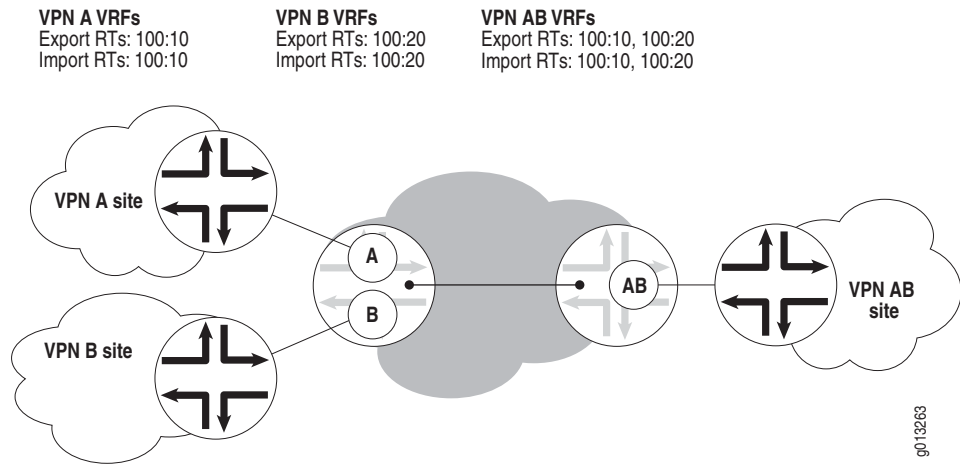 VPN A VRFs
Export RTs: 100:10
Import RTs: 100:10
VPN B VRFs
Export RTs: 100:20
Import RTs: 100:20
VPN AB VRFs
Export RTs: 100:10, 100:20
Import RTs: 100:10, 100:20
VPN A site
A
B
VPN B site
AB
VPN AB
site
g013263